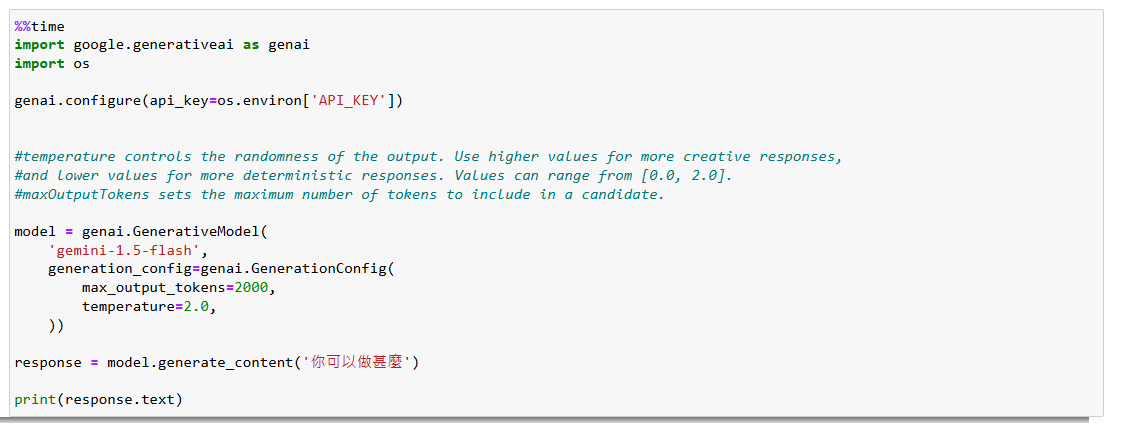 %%time
import google.generativeai as genai
import os
genai.configure(api_key=os.environ['API_KEY'])
#temperature controls the randomness of the output. Use higher values for more creative responses,
#and lower values for more deterministic responses. Values can range from [0.0, 2.0].
#maxOutputTokens sets the maximum number of tokens to include in a candidate.
model = genai.GenerativeModel(
    'gemini-1.5-flash',
    generation_config=genai.GenerationConfig(
        max_output_tokens=2000,
        temperature=2.0,
    ))
response = model.generate_content('你可以做甚麼')
print(response.text)